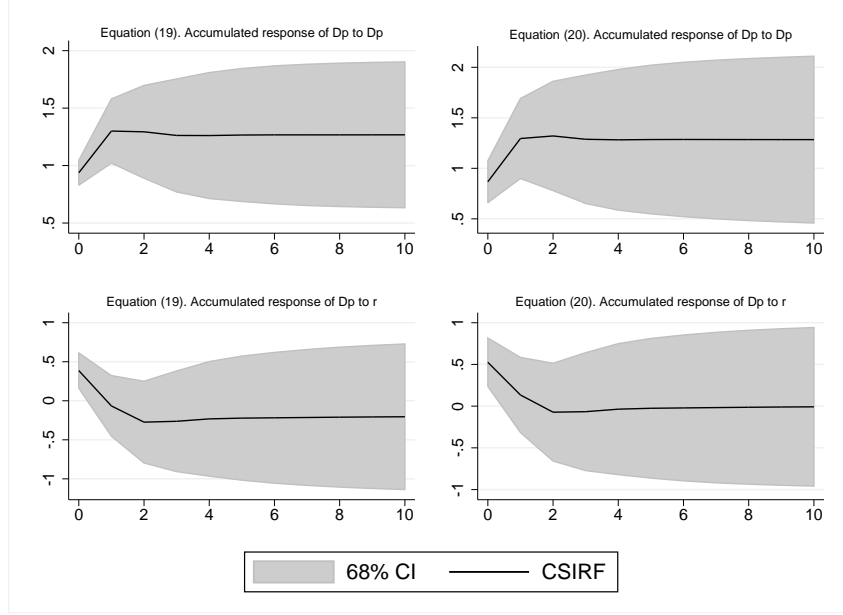 Equation (19). Accumulated response of Dp to Dp
2
1.5
1
.5
0 2 4 6 8 10
Equation (20). Accumulated response of Dp to Dp
2
1.5
1
.5
0 2 4 6 8 10
Equation (19). Accumulated response of Dp to r
1
.5
0
-.5
-1
0 2 4 6 8 10
Equation (20). Accumulated response of Dp to r
1
.5
0
-.5
-1
0 2 4 6 8 10
68% CI CSIRF